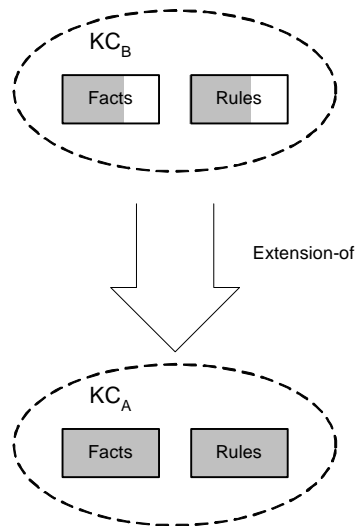 KC_B
Facts Rules
Extension-of
KC_A
Facts Rules